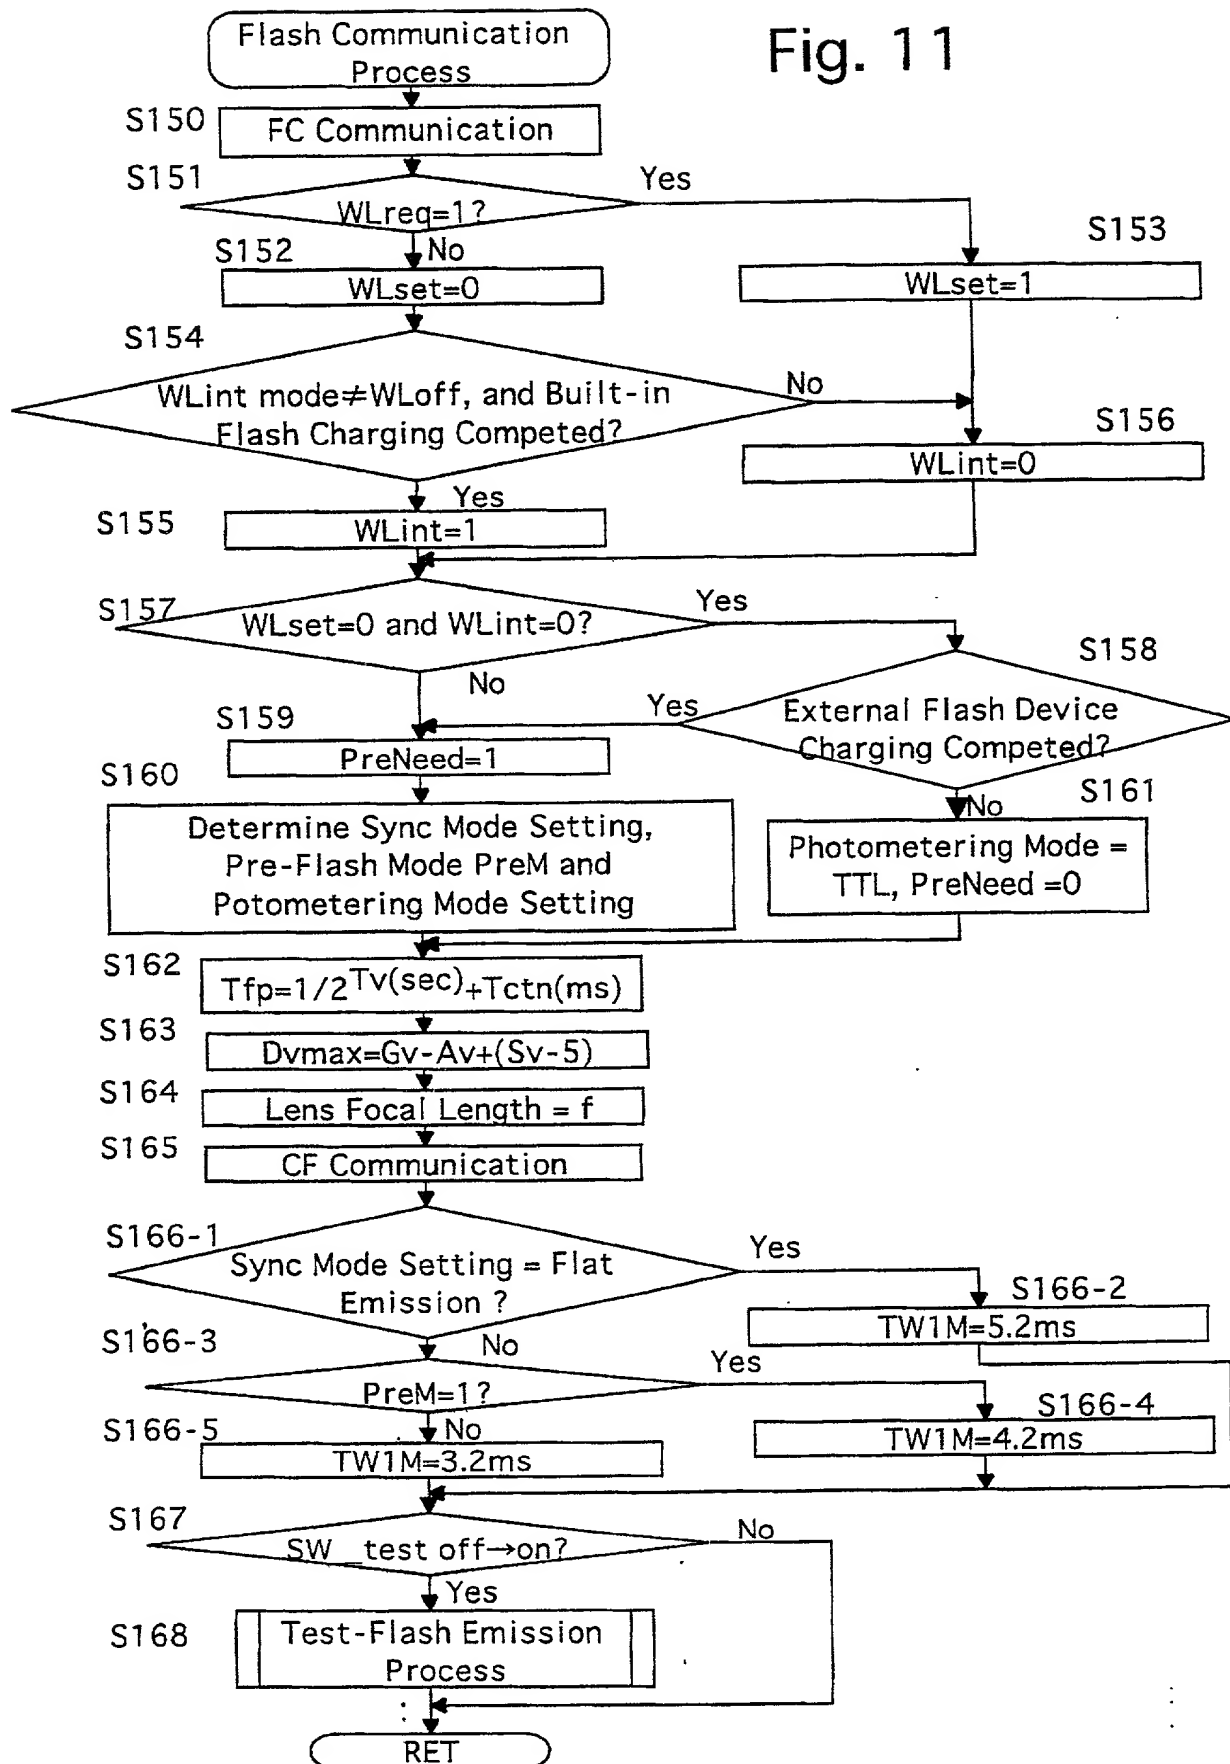 Flash Communication
Process
Fig. 11
S150
FC Communication
S151
WLreq=1?
Yes
No
S152
WLset=0
S153
WLset=1
S154
WLint mode≠WLoff, and Built-in
Flash Charging Competed?
No
Yes
S156
WLint=0
S155
WLint=1
S157
WLset=0 and WLint=0?
Yes
No
S158
External Flash Device
Charging Competed?
Yes
No
S159
PreNeed=1
S160
Determine Sync Mode Setting,
Pre-Flash Mode PreM and
Potometering Mode Setting
S161
Photometering Mode =
TTL, PreNeed =0
S162
Tfp=1/2Tv(sec)+Tctn(ms)
S163
Dvmax=Gv-Av+(Sv-5)
S164
Lens Focal Length = f
S165
CF Communication
S166-1
Sync Mode Setting = Flat
Emission ?
Yes
No
S166-2
TW1M=5.2ms
S166-3
PreM=1?
Yes
No
S166-4
TW1M=4.2ms
S166-5
TW1M=3.2ms
S167
SW_test off→on?
No
Yes
S168
Test-Flash Emission
Process
RET